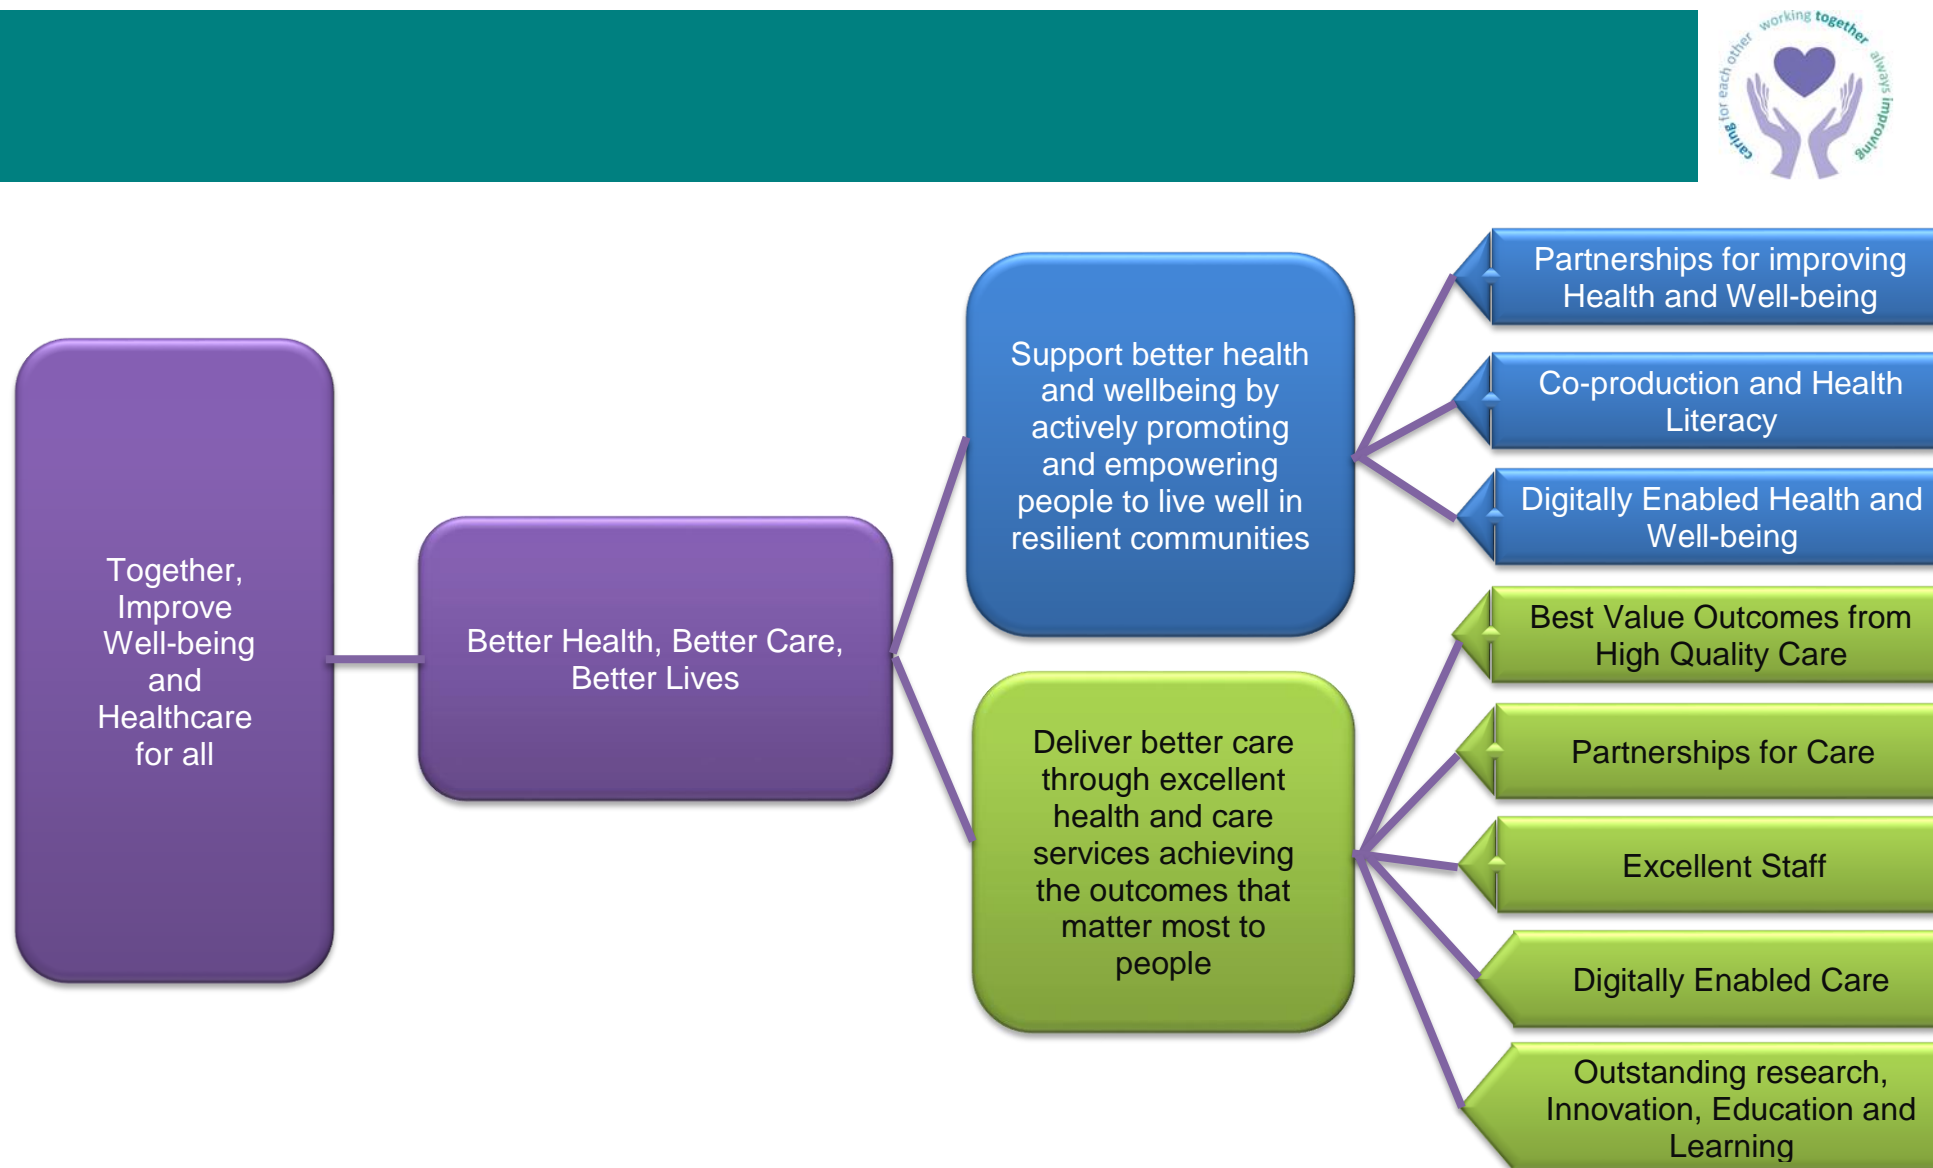 caring for each other working together always improving
Together,
Improve
Well-being
and
Healthcare
for all
Better Health, Better Care,
Better Lives
Support better health
and wellbeing by
actively promoting
and empowering
people to live well in
resilient communities
Deliver better care
through excellent
health and care
services achieving
the outcomes that
matter most to
people
Partnerships for improving
Health and Well-being
Co-production and Health
Literacy
Digitally Enabled Health and
Well-being
Best Value Outcomes from
High Quality Care
Partnerships for Care
Excellent Staff
Digitally Enabled Care
Outstanding research,
Innovation, Education and
Learning